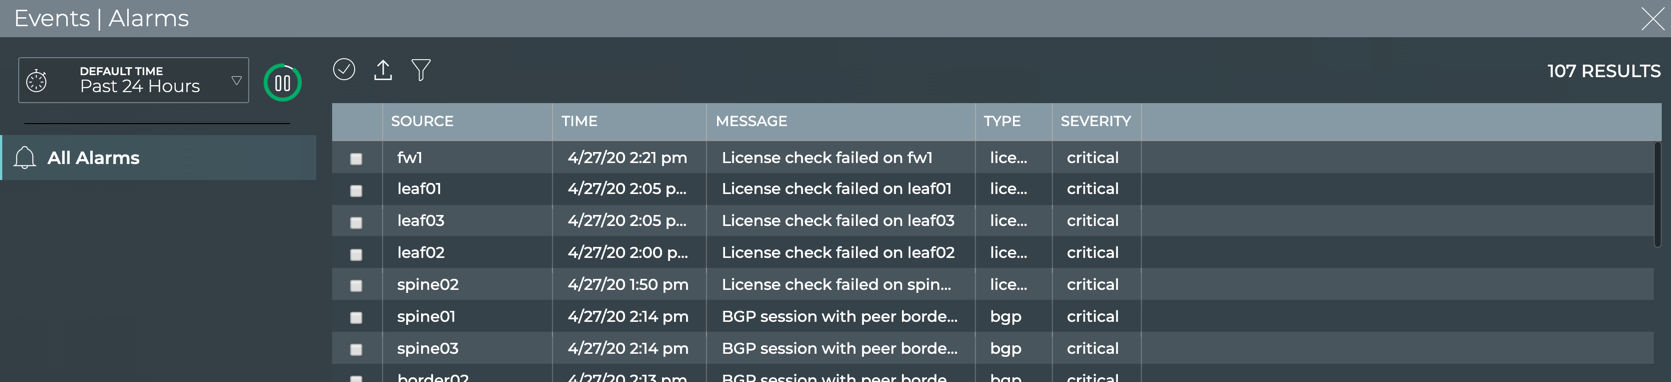 Events | Alarms
DEFAULT TIME
Past 24 Hours
107 RESULTS
All Alarms
SOURCE TIME MESSAGE TYPE SEVERITY
fw1 4/27/20 2:21 pm License check failed on fw1 lice... critical
leaf01 4/27/20 2:05 p... License check failed on leaf01 lice... critical
leaf03 4/27/20 2:05 p... License check failed on leaf03 lice... critical
leaf02 4/27/20 2:00 p... License check failed on leaf02 lice... critical
spine02 4/27/20 1:50 pm License check failed on spin... lice... critical
spine01 4/27/20 2:14 pm BGP session with peer borde... bgp critical
spine03 4/27/20 2:14 pm BGP session with peer borde... bgp critical
border02 4/27/20 2:13 pm BGP session with peer borde... bgp critical